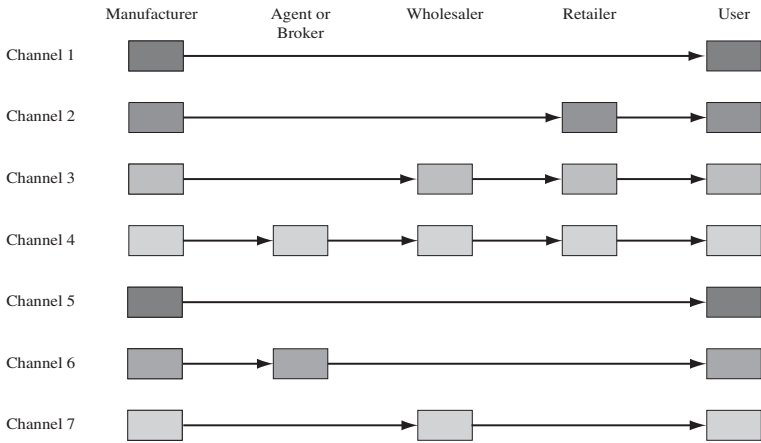 Manufacturer Agent or Wholesaler Retailer User
Broker
Channel 1
Channel 2
Channel 3
Channel 4
Channel 5
Channel 6
Channel 7